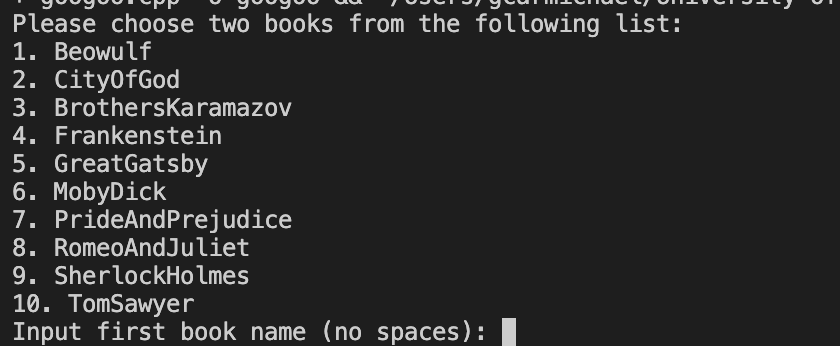 Please choose two books from the following list:
1. Beowulf
2. CityOfGod
3. BrothersKaramazov
4. Frankenstein
5. GreatGatsby
6. MobyDick
7. PrideAndPrejudice
8. RomeoAndJuliet
9. SherlockHolmes
10. TomSawyer
Input first book name (no spaces):